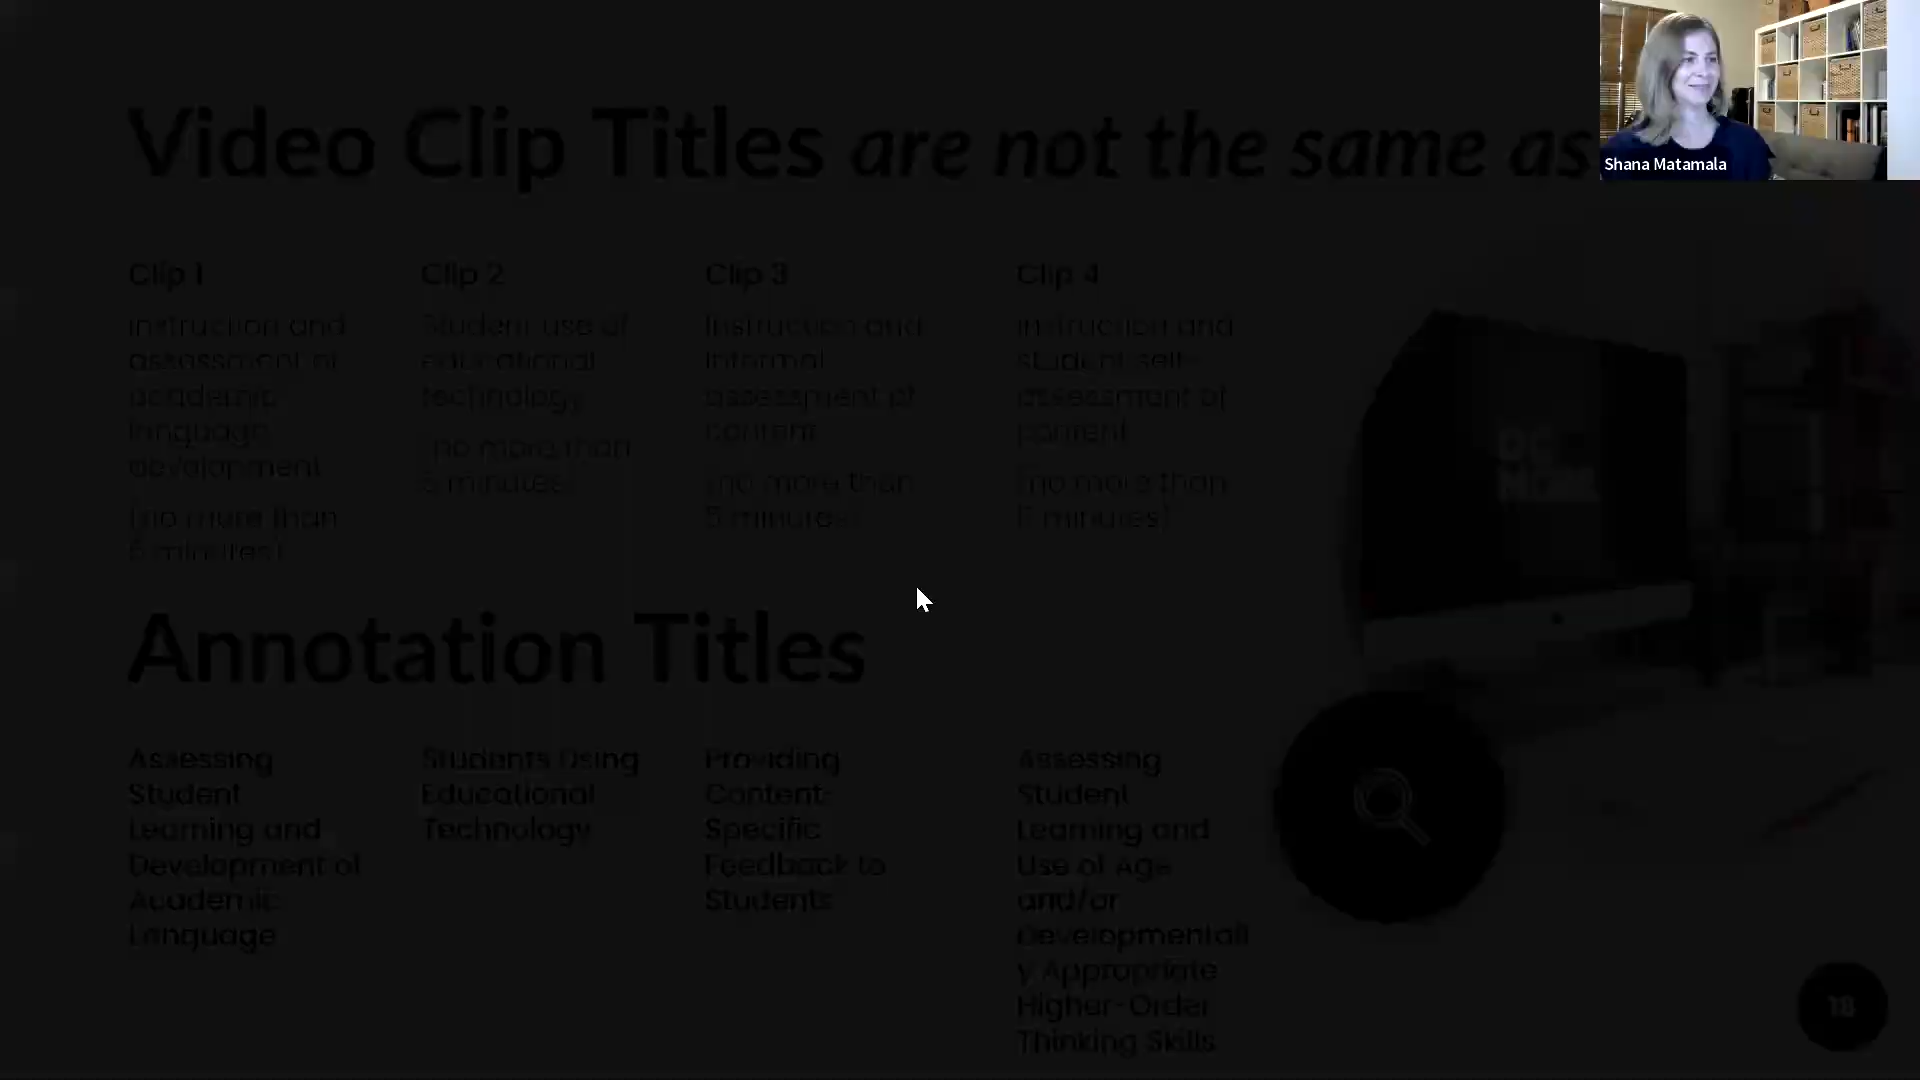 Shana Matamala
Video Clip Titles are not the same as
Clip 1
Instruction and
assessment of
academic
language
development
(no more than
5 minutes)
Clip 2
Student use of
educational
technology
(no more than
5 minutes)
Clip 3
Instruction and
informal
assessment of
content
(no more than
5 minutes)
Clip 4
Instruction and
student self-
assessment of
content
(no more than
5 minutes)
Annotation Titles
Assessing
Student
Learning and
Development of
Academic
Language
Students Using
Educational
Technology
Providing
Content-
Specific
Feedback to
Students
Assessing
Student
Learning and
Use of Age
and/or
Developmentall
y Appropriate
Higher-Order
Thinking Skills
18